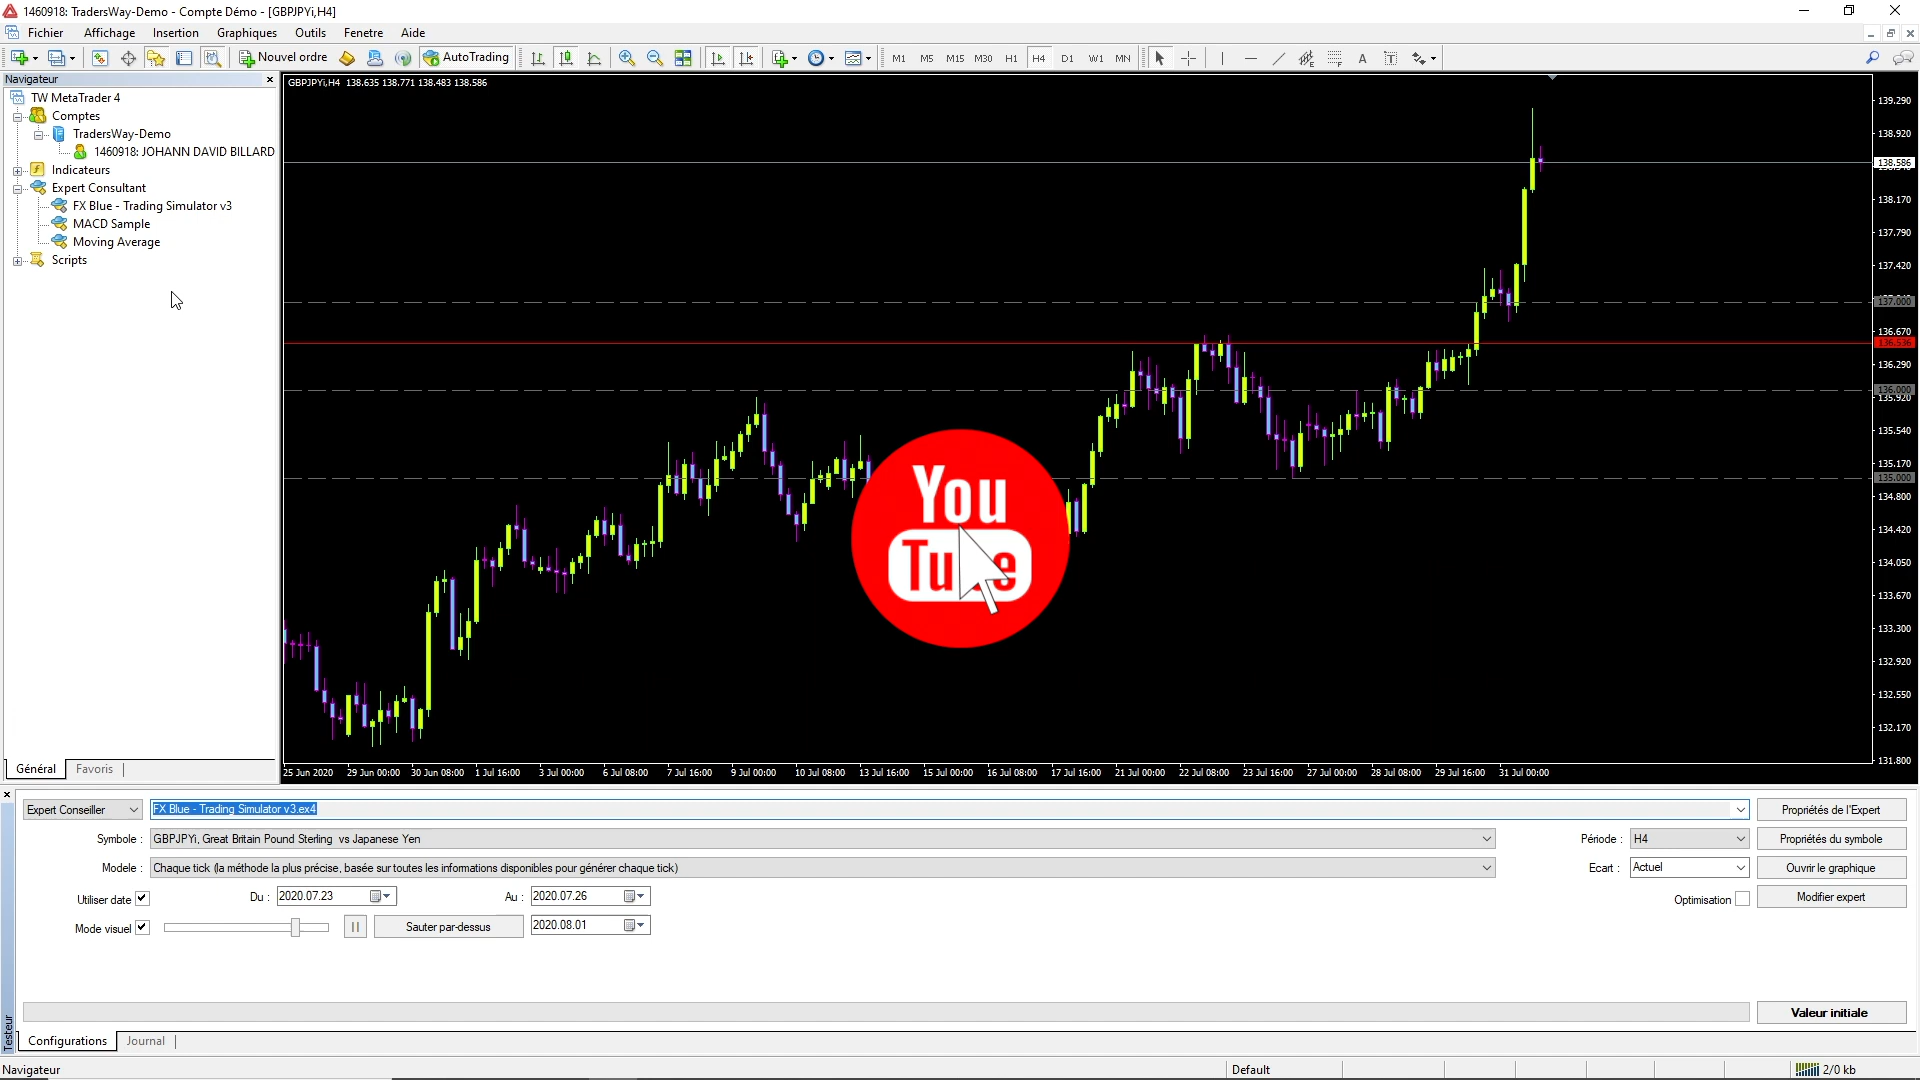 1460918: TradersWay-Demo - Compte Démo - [GBPJPYi,H4]
Fichier Affichage Insertion Graphiques Outils Fenetre Aide
Nouvel ordre AutoTrading M1 M5 M15 M30 H1 H4 D1 W1 MN A T
Navigateur
TW MetaTrader 4
Comptes
TradersWay-Demo
1460918: JOHANN DAVID BILLARD
Indicateurs
Expert Consultant
FX Blue - Trading Simulator v3
MACD Sample
Moving Average
Scripts
Général Favoris
GBPJPYi,H4 138.635 138.771 138.483 138.586
139.290
138.920
138.586
138.170
137.790
137.420
137.000
136.670
136.536
136.290
136.000
135.920
135.540
135.170
135.000
134.800
134.420
134.050
133.670
133.300
132.920
132.550
132.170
131.800
You
Tu e
25 Jun 2020 29 Jun 00:00 30 Jun 08:00 1 Jul 16:00 3 Jul 00:00 6 Jul 08:00 7 Jul 16:00 9 Jul 00:00 10 Jul 08:00 13 Jul 16:00 15 Jul 00:00 16 Jul 08:00 17 Jul 16:00 21 Jul 00:00 22 Jul 08:00 23 Jul 16:00 27 Jul 00:00 28 Jul 08:00 29 Jul 16:00 31 Jul 00:00
Expert Conseiller FX Blue - Trading Simulator v3.ex4 Propriétés de l'Expert
Symbole : GBPJPYi, Great Britain Pound Sterling vs Japanese Yen Période : H4 Propriétés du symbole
Modele : Chaque tick (la méthode la plus précise, basée sur toutes les informations disponibles pour générer chaque tick) Ecart : Actuel Ouvrir le graphique
Utiliser date Du : 2020.07.23 Au : 2020.07.26 Optimisation Modifier expert
Mode visuel Sauter par-dessus 2020.08.01
Valeur initiale
Testeur
Configurations Journal
Navigateur Default 2/0 kb